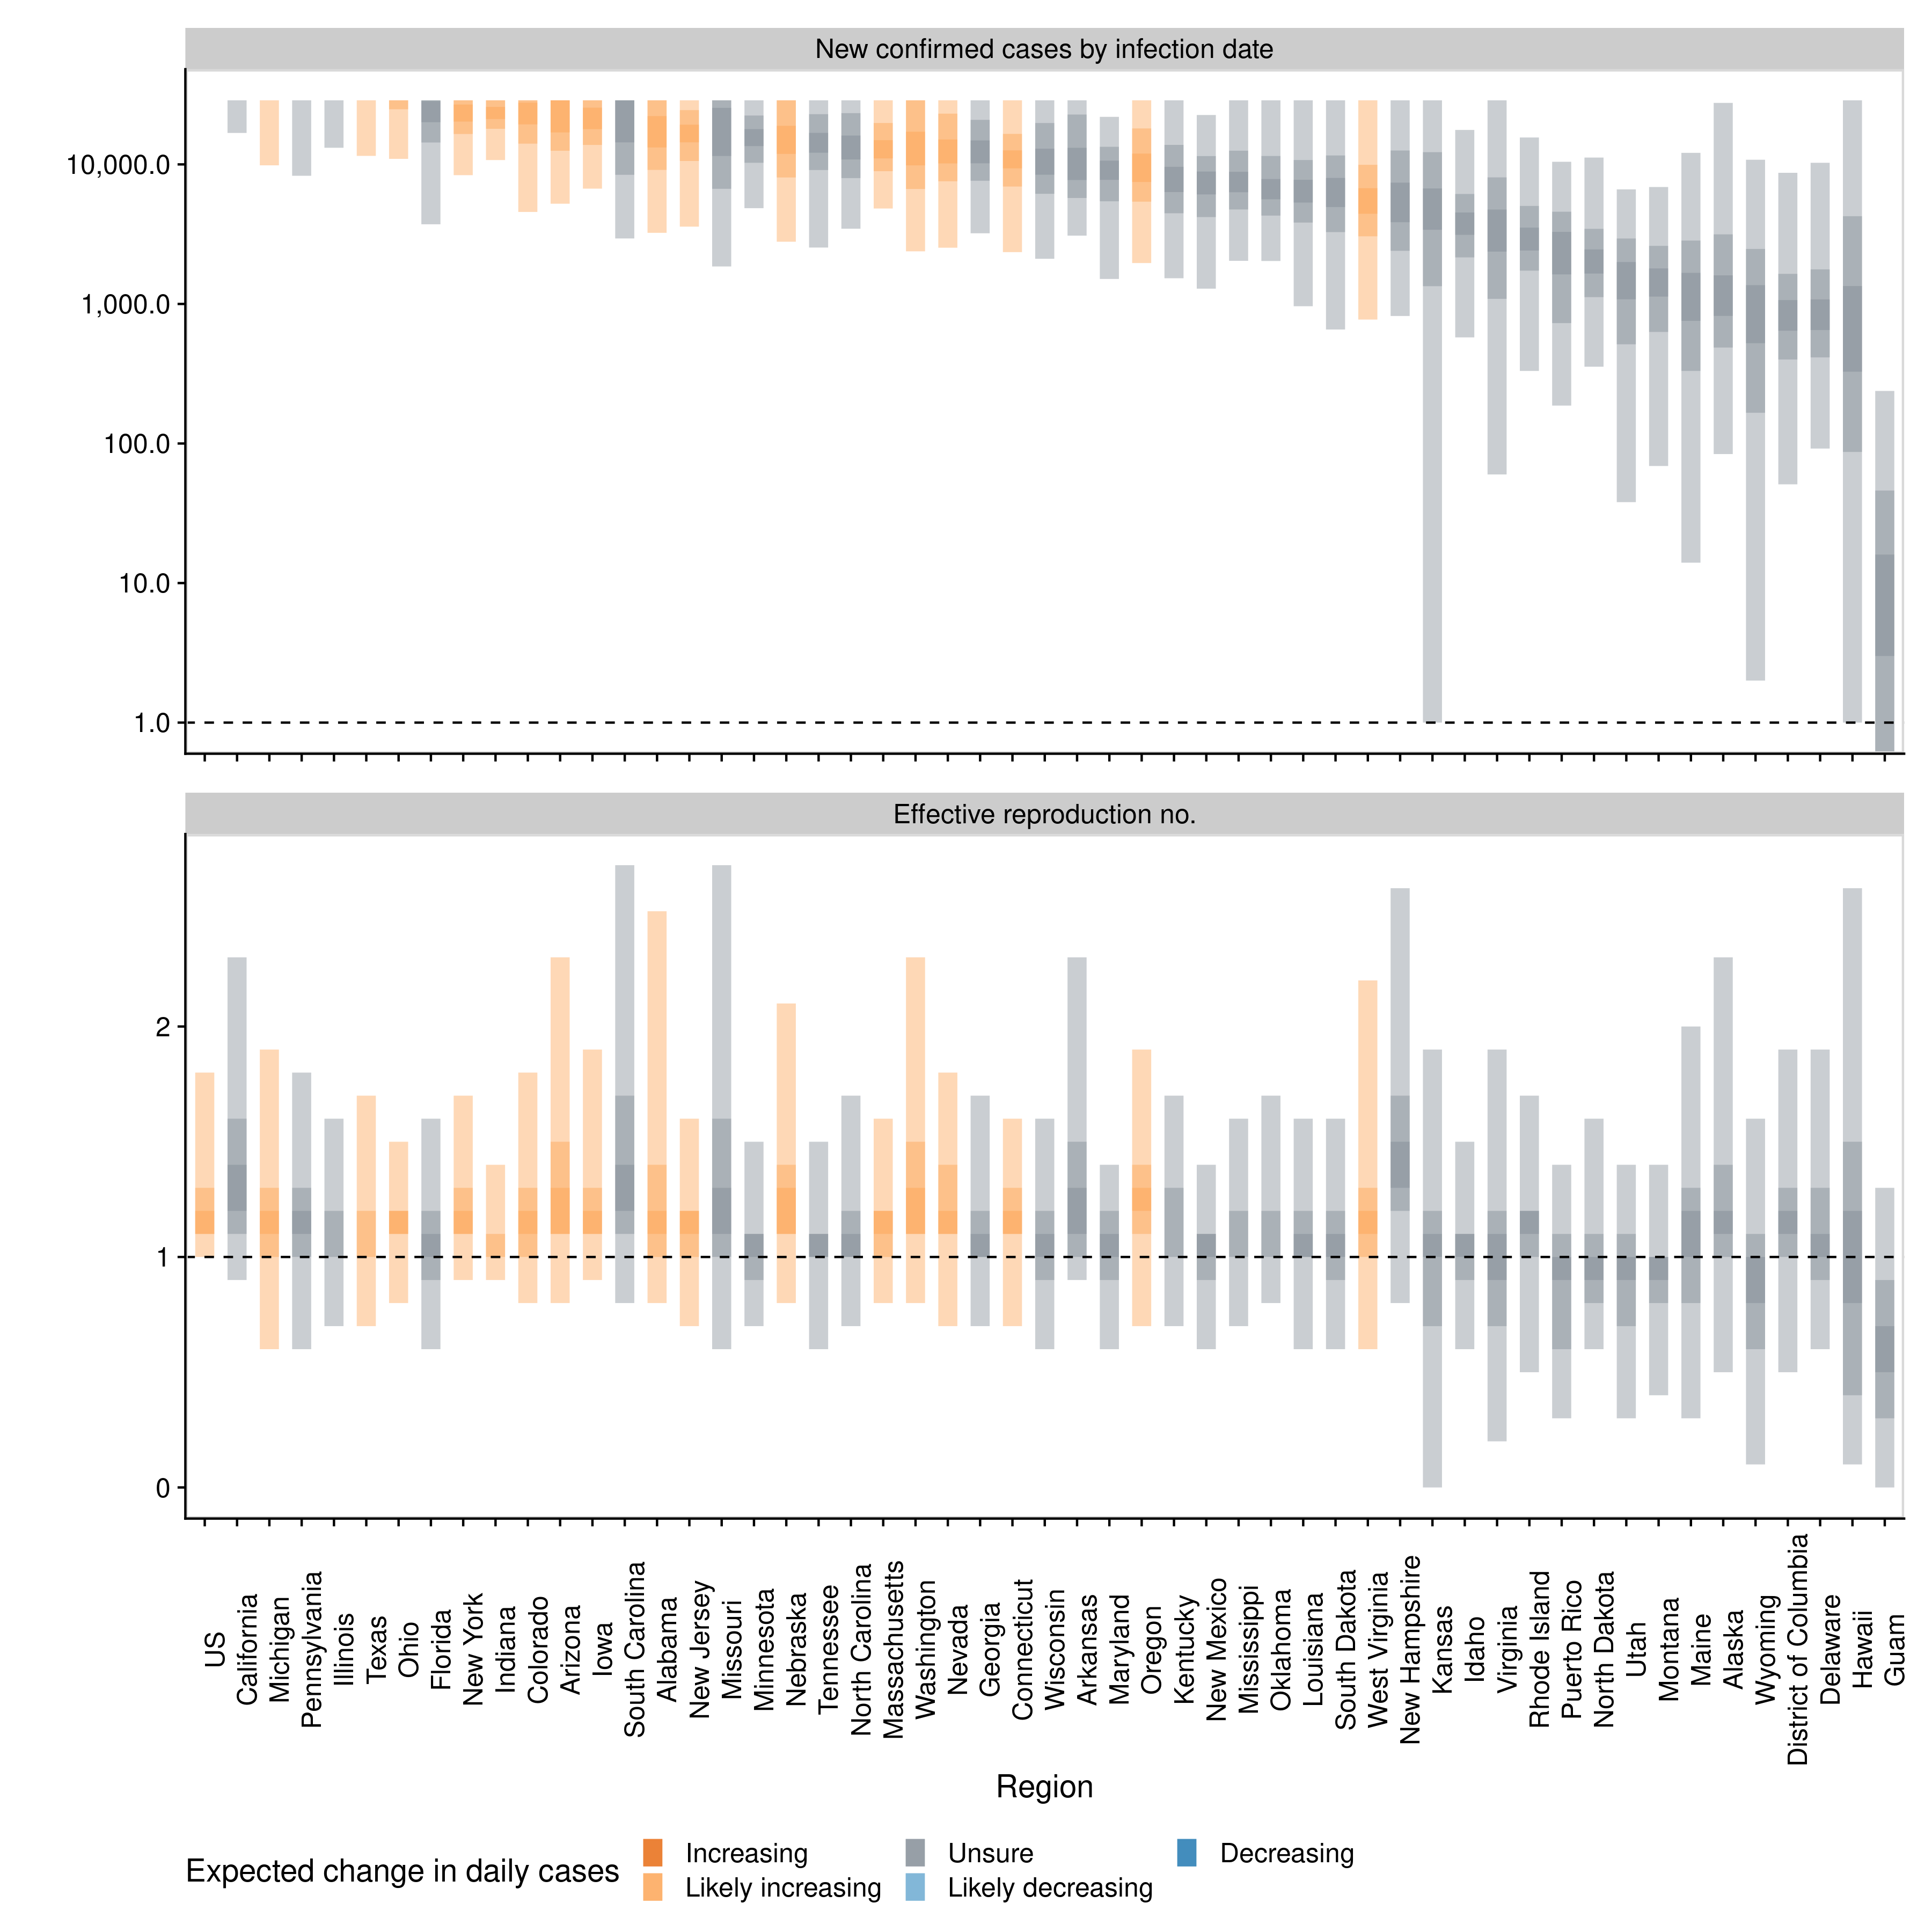 New confirmed cases by infection date
10,000.0
1,000.0
100.0
10.0
1.0
Effective reproduction no.
2
1
0
US
California
Michigan
Pennsylvania
Illinois
Texas
Ohio
Florida
New York
Indiana
Colorado
Arizona
Iowa
South Carolina
Alabama
New Jersey
Missouri
Minnesota
Nebraska
Tennessee
North Carolina
Massachusetts
Washington
Nevada
Georgia
Connecticut
Wisconsin
Arkansas
Maryland
Oregon
Kentucky
New Mexico
Mississippi
Oklahoma
Louisiana
South Dakota
West Virginia
New Hampshire
Kansas
Idaho
Virginia
Rhode Island
Puerto Rico
North Dakota
Utah
Montana
Maine
Alaska
Wyoming
District of Columbia
Delaware
Hawaii
Guam
Region
Expected change in daily cases
Increasing
Likely increasing
Unsure
Likely decreasing
Decreasing